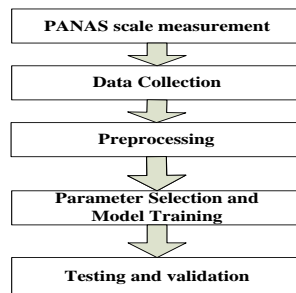 PANAS scale measurement
Data Collection
Preprocessing
Parameter Selection and
Model Training
Testing and validation